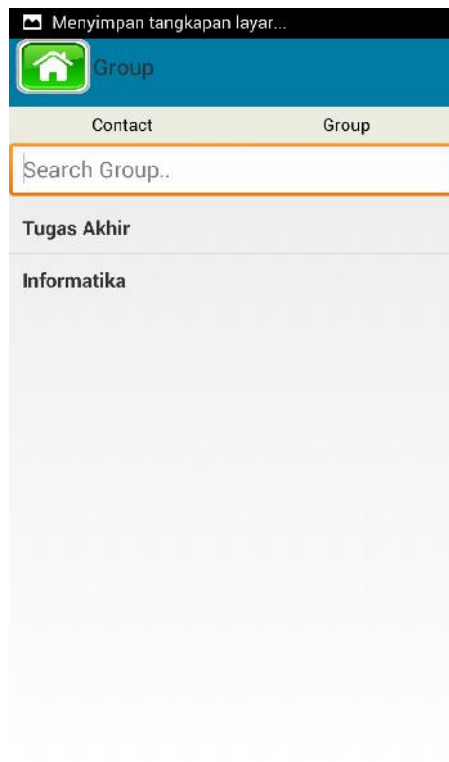 Menyimpan tangkapan layar...
Group
Contact Group
Search Group..
Tugas Akhir
Informatika